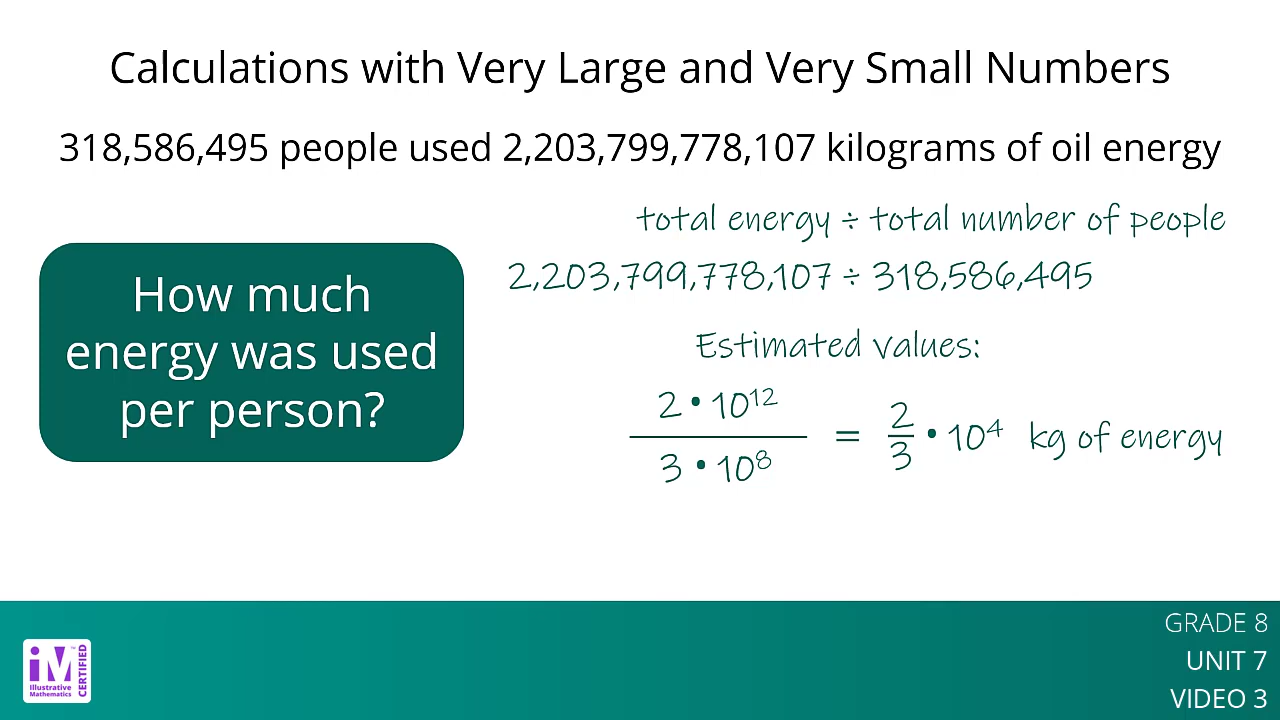 Calculations with Very Large and Very Small Numbers
318,586,495 people used 2,203,799,778,107 kilograms of oil energy
How much
energy was used
per person?
total energy ÷ total number of people
2,203,799,778,107 ÷ 318,586,495
Estimated values:
2 • 10¹²
3 • 10⁸
= 2/3 • 10⁴ kg of energy
GRADE 8
UNIT 7
VIDEO 3
iM™
Illustrative
Mathematics
CERTIFIED